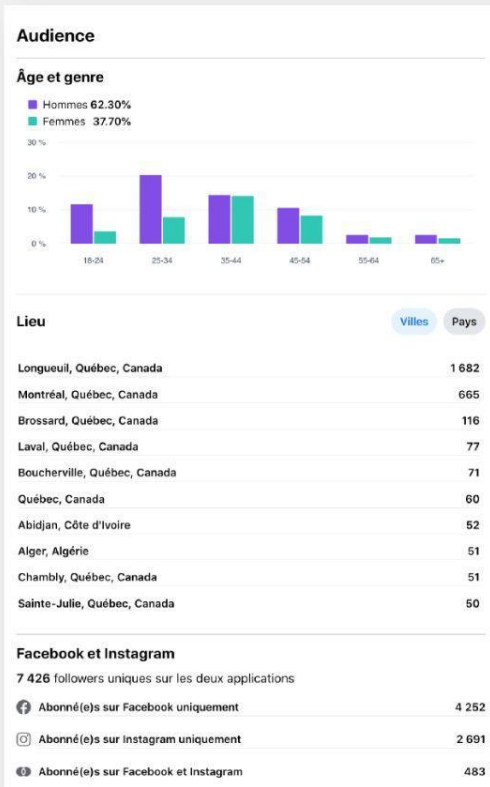 Audience
Âge et genre
Hommes 62.30%
Femmes 37.70%
30 %
20 %
10 %
0 %
18-24 25-34 35-44 45-54 55-64 65+
Lieu Villes Pays
Longueuil, Québec, Canada 1 682
Montréal, Québec, Canada 665
Brossard, Québec, Canada 116
Laval, Québec, Canada 77
Boucherville, Québec, Canada 71
Québec, Canada 60
Abidjan, Côte d'Ivoire 52
Alger, Algérie 51
Chambly, Québec, Canada 51
Sainte-Julie, Québec, Canada 50
Facebook et Instagram
7 426 followers uniques sur les deux applications
Abonné(e)s sur Facebook uniquement 4 252
Abonné(e)s sur Instagram uniquement 2 691
Abonné(e)s sur Facebook et Instagram 483